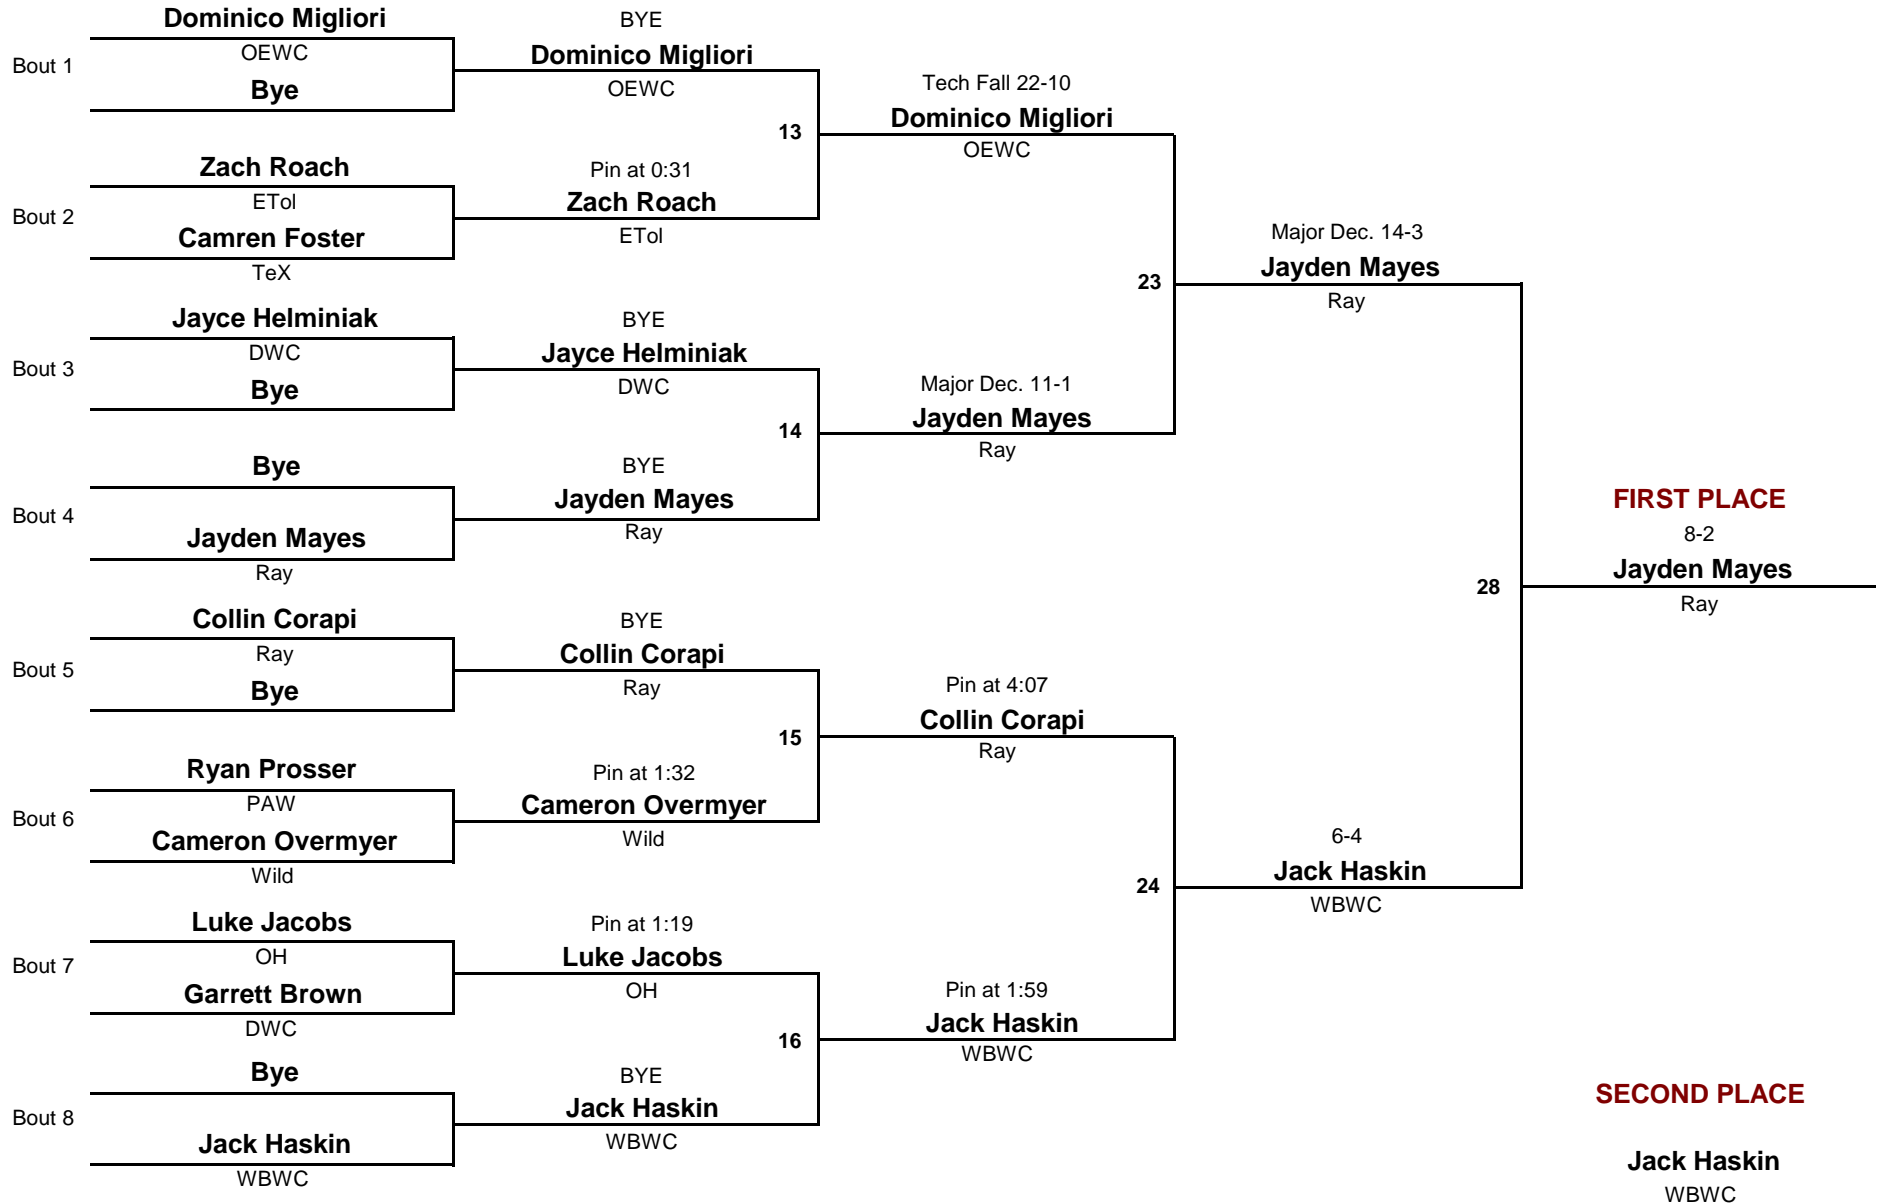 Dominico Migliori
Bout 1
OEWC
Bye
Zach Roach
Bout 2
ETol
Camren Foster
TeX
Jayce Helminiak
Bout 3
DWC
Bye
Bye
Bout 4
Jayden Mayes
Ray
Collin Corapi
Bout 5
Ray
Bye
Ryan Prosser
Bout 6
PAW
Cameron Overmyer
Wild
Luke Jacobs
Bout 7
OH
Garrett Brown
DWC
Bye
Bout 8
Jack Haskin
WBWC
BYE
Dominico Migliori
OEWC
13
Pin at 0:31
Zach Roach
ETol
BYE
Jayce Helminiak
DWC
14
BYE
Jayden Mayes
Ray
BYE
Collin Corapi
Ray
15
Pin at 1:32
Cameron Overmyer
Wild
Pin at 1:19
Luke Jacobs
OH
16
BYE
Jack Haskin
WBWC
Tech Fall 22-10
Dominico Migliori
OEWC
23
Major Dec. 11-1
Jayden Mayes
Ray
Pin at 4:07
Collin Corapi
Ray
24
Pin at 1:59
Jack Haskin
WBWC
Major Dec. 14-3
Jayden Mayes
Ray
28
6-4
Jack Haskin
WBWC
FIRST PLACE
8-2
Jayden Mayes
Ray
SECOND PLACE
Jack Haskin
WBWC